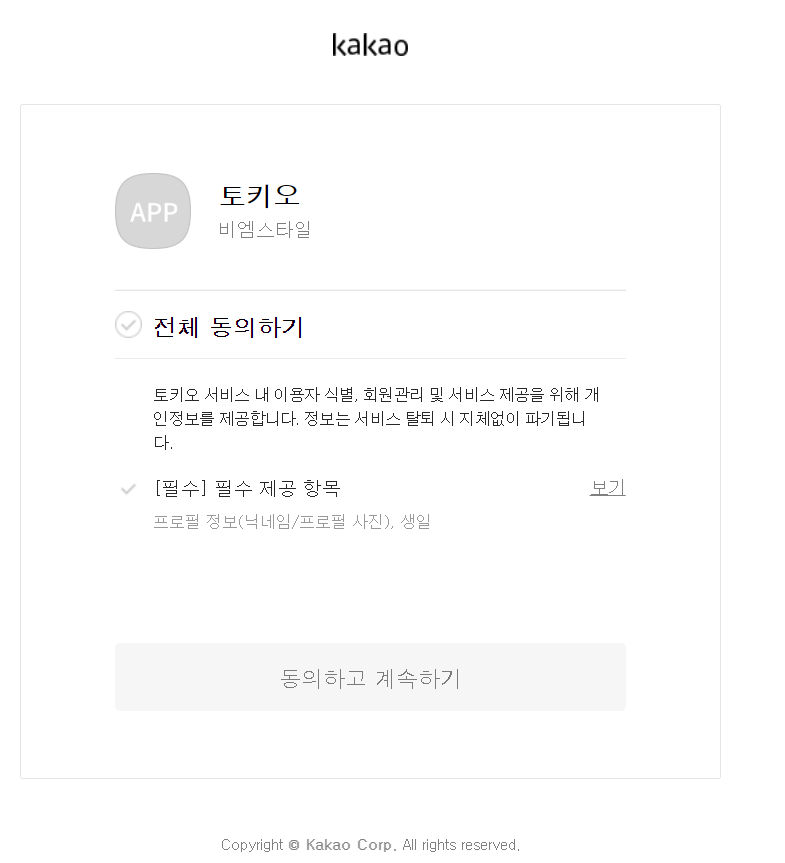 kakao
APP
토키오
비엠스타일
전체 동의하기
토키오 서비스 내 이용자 식별, 회원관리 및 서비스 제공을 위해 개
인정보를 제공합니다. 정보는 서비스 탈퇴 시 지체없이 파기됩니
다.
[필수] 필수 제공 항목 보기
프로필 정보(닉네임/프로필 사진), 생일
동의하고 계속하기
Copyright © Kakao Corp. All rights reserved.